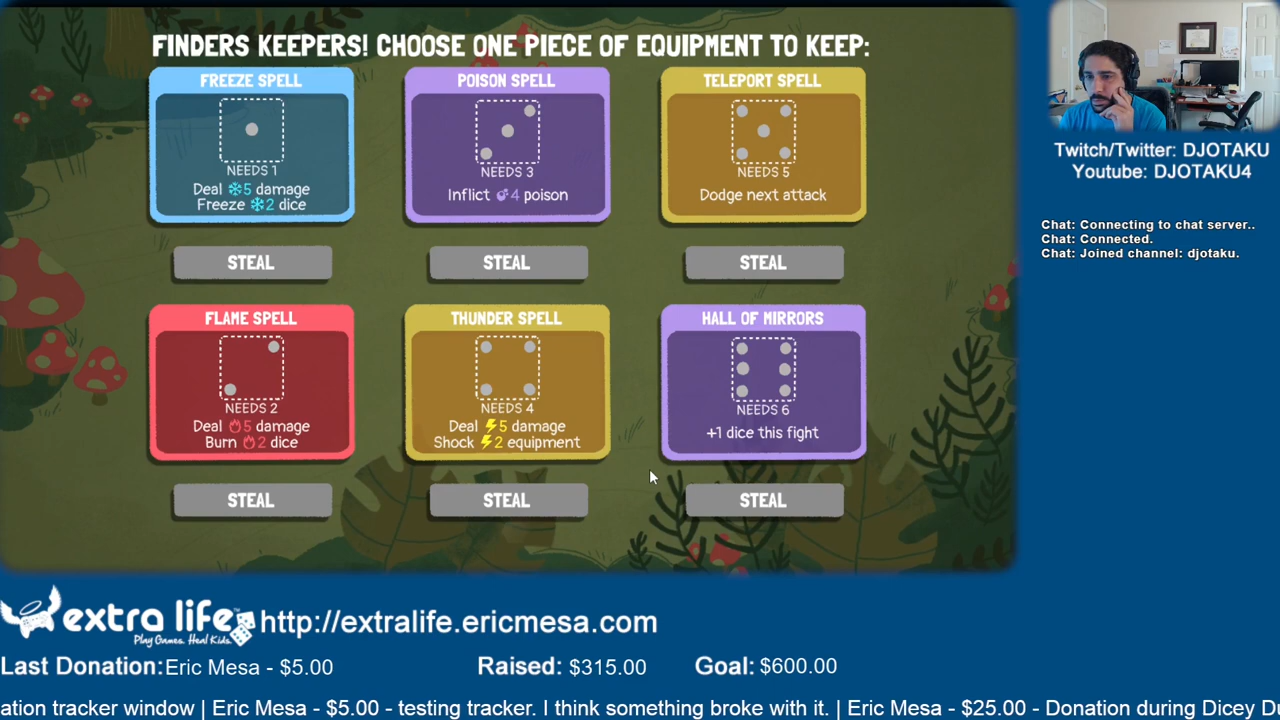 FINDERS KEEPERS! CHOOSE ONE PIECE OF EQUIPMENT TO KEEP:
FREEZE SPELL
NEEDS 1
Deal 5 damage
Freeze 2 dice
STEAL
POISON SPELL
NEEDS 3
Inflict 4 poison
STEAL
TELEPORT SPELL
NEEDS 5
Dodge next attack
STEAL
FLAME SPELL
NEEDS 2
Deal 5 damage
Burn 2 dice
STEAL
THUNDER SPELL
NEEDS 4
Deal 5 damage
Shock 2 equipment
STEAL
HALL OF MIRRORS
NEEDS 6
+1 dice this fight
STEAL
Twitch/Twitter: DJOTAKU
Youtube: DJOTAKU4
Chat: Connecting to chat server..
Chat: Connected.
Chat: Joined channel: djotaku.
extra life
Play Games. Heal Kids.
http://extralife.ericmesa.com
Last Donation: Eric Mesa - $5.00 Raised: $315.00 Goal: $600.00
ation tracker window | Eric Mesa - $5.00 - testing tracker. I think something broke with it. | Eric Mesa - $25.00 - Donation during Dicey Du